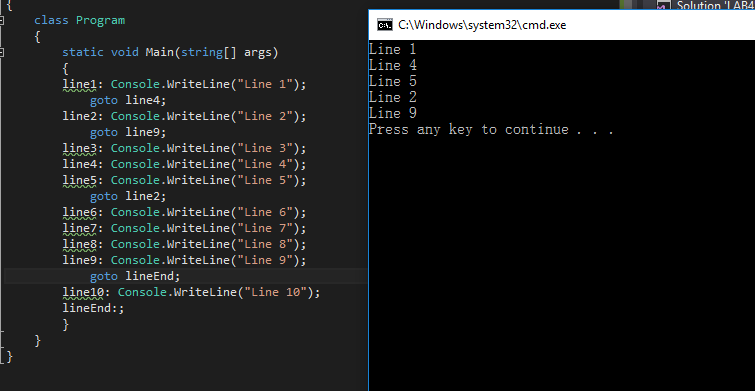 {
class Program
{
static void Main(string[] args)
{
line1: Console.WriteLine("Line 1");
goto line4;
line2: Console.WriteLine("Line 2");
goto line9;
line3: Console.WriteLine("Line 3");
line4: Console.WriteLine("Line 4");
line5: Console.WriteLine("Line 5");
goto line2;
line6: Console.WriteLine("Line 6");
line7: Console.WriteLine("Line 7");
line8: Console.WriteLine("Line 8");
line9: Console.WriteLine("Line 9");
goto lineEnd;
line10: Console.WriteLine("Line 10");
lineEnd:;
}
}
}
Solution 'LAB4
C:\Windows\system32\cmd.exe
Line 1
Line 4
Line 5
Line 2
Line 9
Press any key to continue . . .